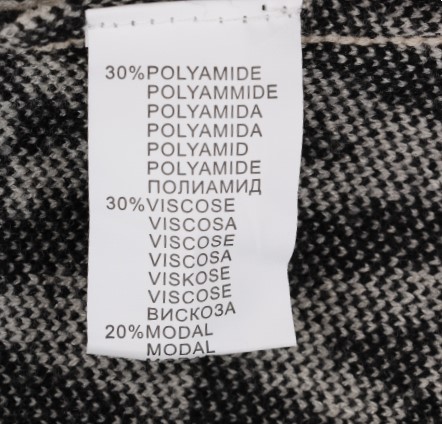 30%POLYAMIDE
POLYAMMIDE
POLYAMIDA
POLYAMIDA
POLYAMID
POLYAMIDE
ПОЛИАМИД
30%VISCOSE
VISCOSA
VISCOSE
VISCOSA
VISKOSE
VISCOSE
ВИСКОЗА
20%MODAL
MODAL